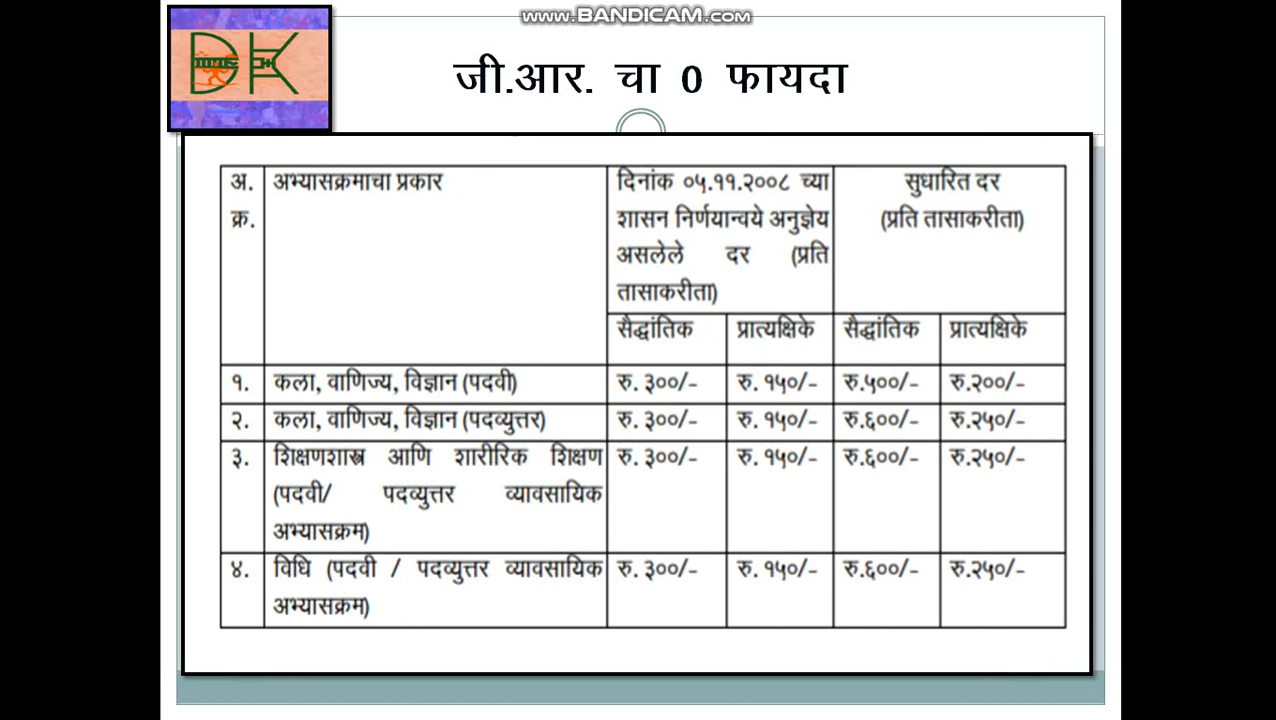 www.BANDICAM.com
DK
जी.आर. चा 0 फायदा
अ. अभ्यासक्रमाचा प्रकार दिनांक ०५.११.२००८ च्या सुधारित दर
क्र. शासन निर्णयान्वये अनुज्ञेय (प्रति तासाकरीता)
असलेले दर (प्रति
तासाकरीता)
सैद्धांतिक प्रात्यक्षिके सैद्धांतिक प्रात्यक्षिके
१. कला, वाणिज्य, विज्ञान (पदवी) रु. ३००/- रु. १५०/- रु.५००/- रु.२००/-
२. कला, वाणिज्य, विज्ञान (पदव्युत्तर) रु. ३००/- रु. १५०/- रु.६००/- रु.२५०/-
३. शिक्षणशास्त्र आणि शारीरिक शिक्षण रु. ३००/- रु. १५०/- रु.६००/- रु.२५०/-
(पदवी/ पदव्युत्तर व्यावसायिक
अभ्यासक्रम)
४. विधि (पदवी / पदव्युत्तर व्यावसायिक रु. ३००/- रु. १५०/- रु.६००/- रु.२५०/-
अभ्यासक्रम)